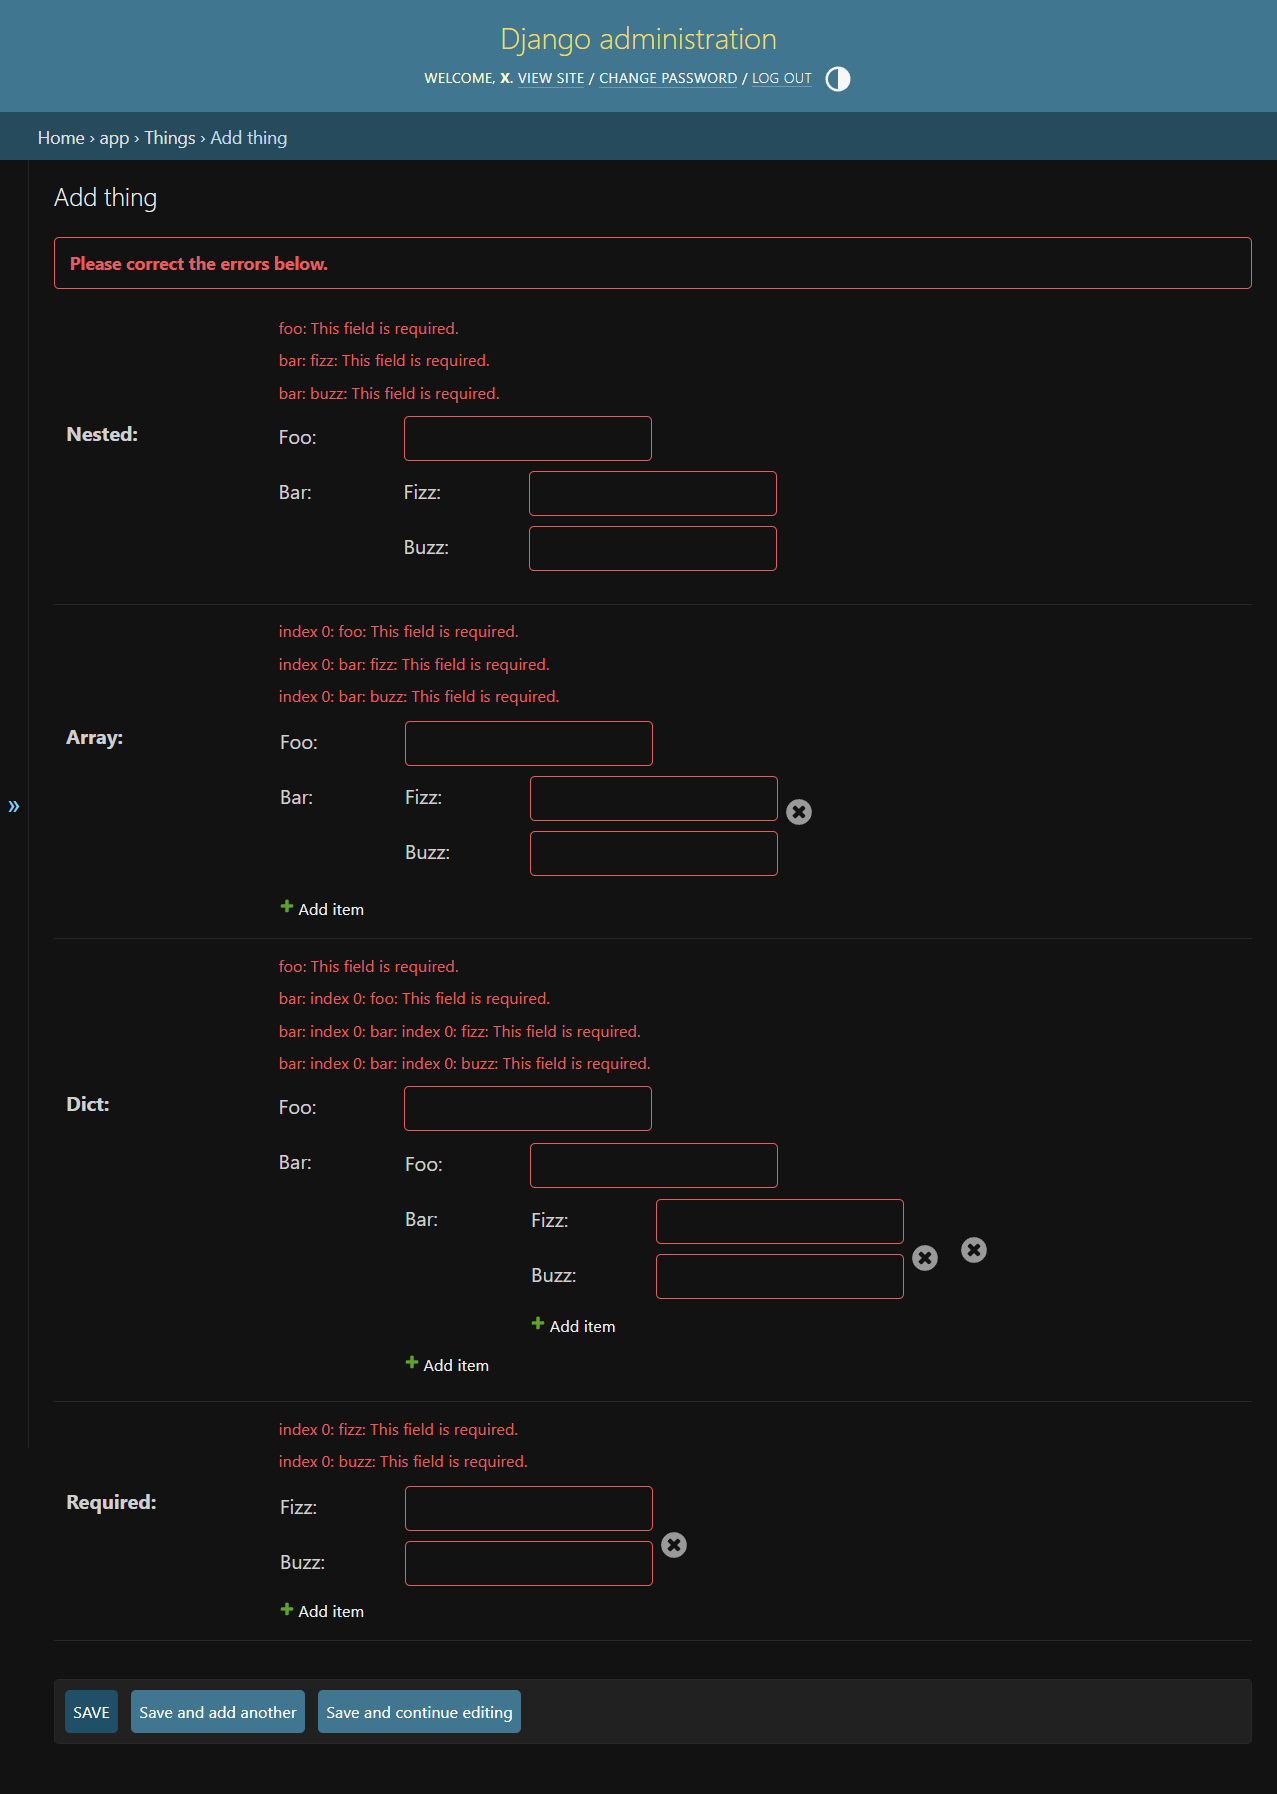 Django administration
WELCOME, X. VIEW SITE / CHANGE PASSWORD / LOG OUT
Home › app › Things › Add thing
Add thing
Please correct the errors below.
foo: This field is required.
bar: fizz: This field is required.
bar: buzz: This field is required.
Nested:
Foo:
Bar:
Fizz:
Buzz:
index 0: foo: This field is required.
index 0: bar: fizz: This field is required.
index 0: bar: buzz: This field is required.
Array:
Foo:
Bar:
Fizz:
»
Buzz:
Add item
foo: This field is required.
bar: index 0: foo: This field is required.
bar: index 0: bar: index 0: fizz: This field is required.
bar: index 0: bar: index 0: buzz: This field is required.
Dict:
Foo:
Bar:
Foo:
Bar:
Fizz:
Buzz:
Add item
Add item
index 0: fizz: This field is required.
index 0: buzz: This field is required.
Required:
Fizz:
Buzz:
Add item
SAVE
Save and add another
Save and continue editing